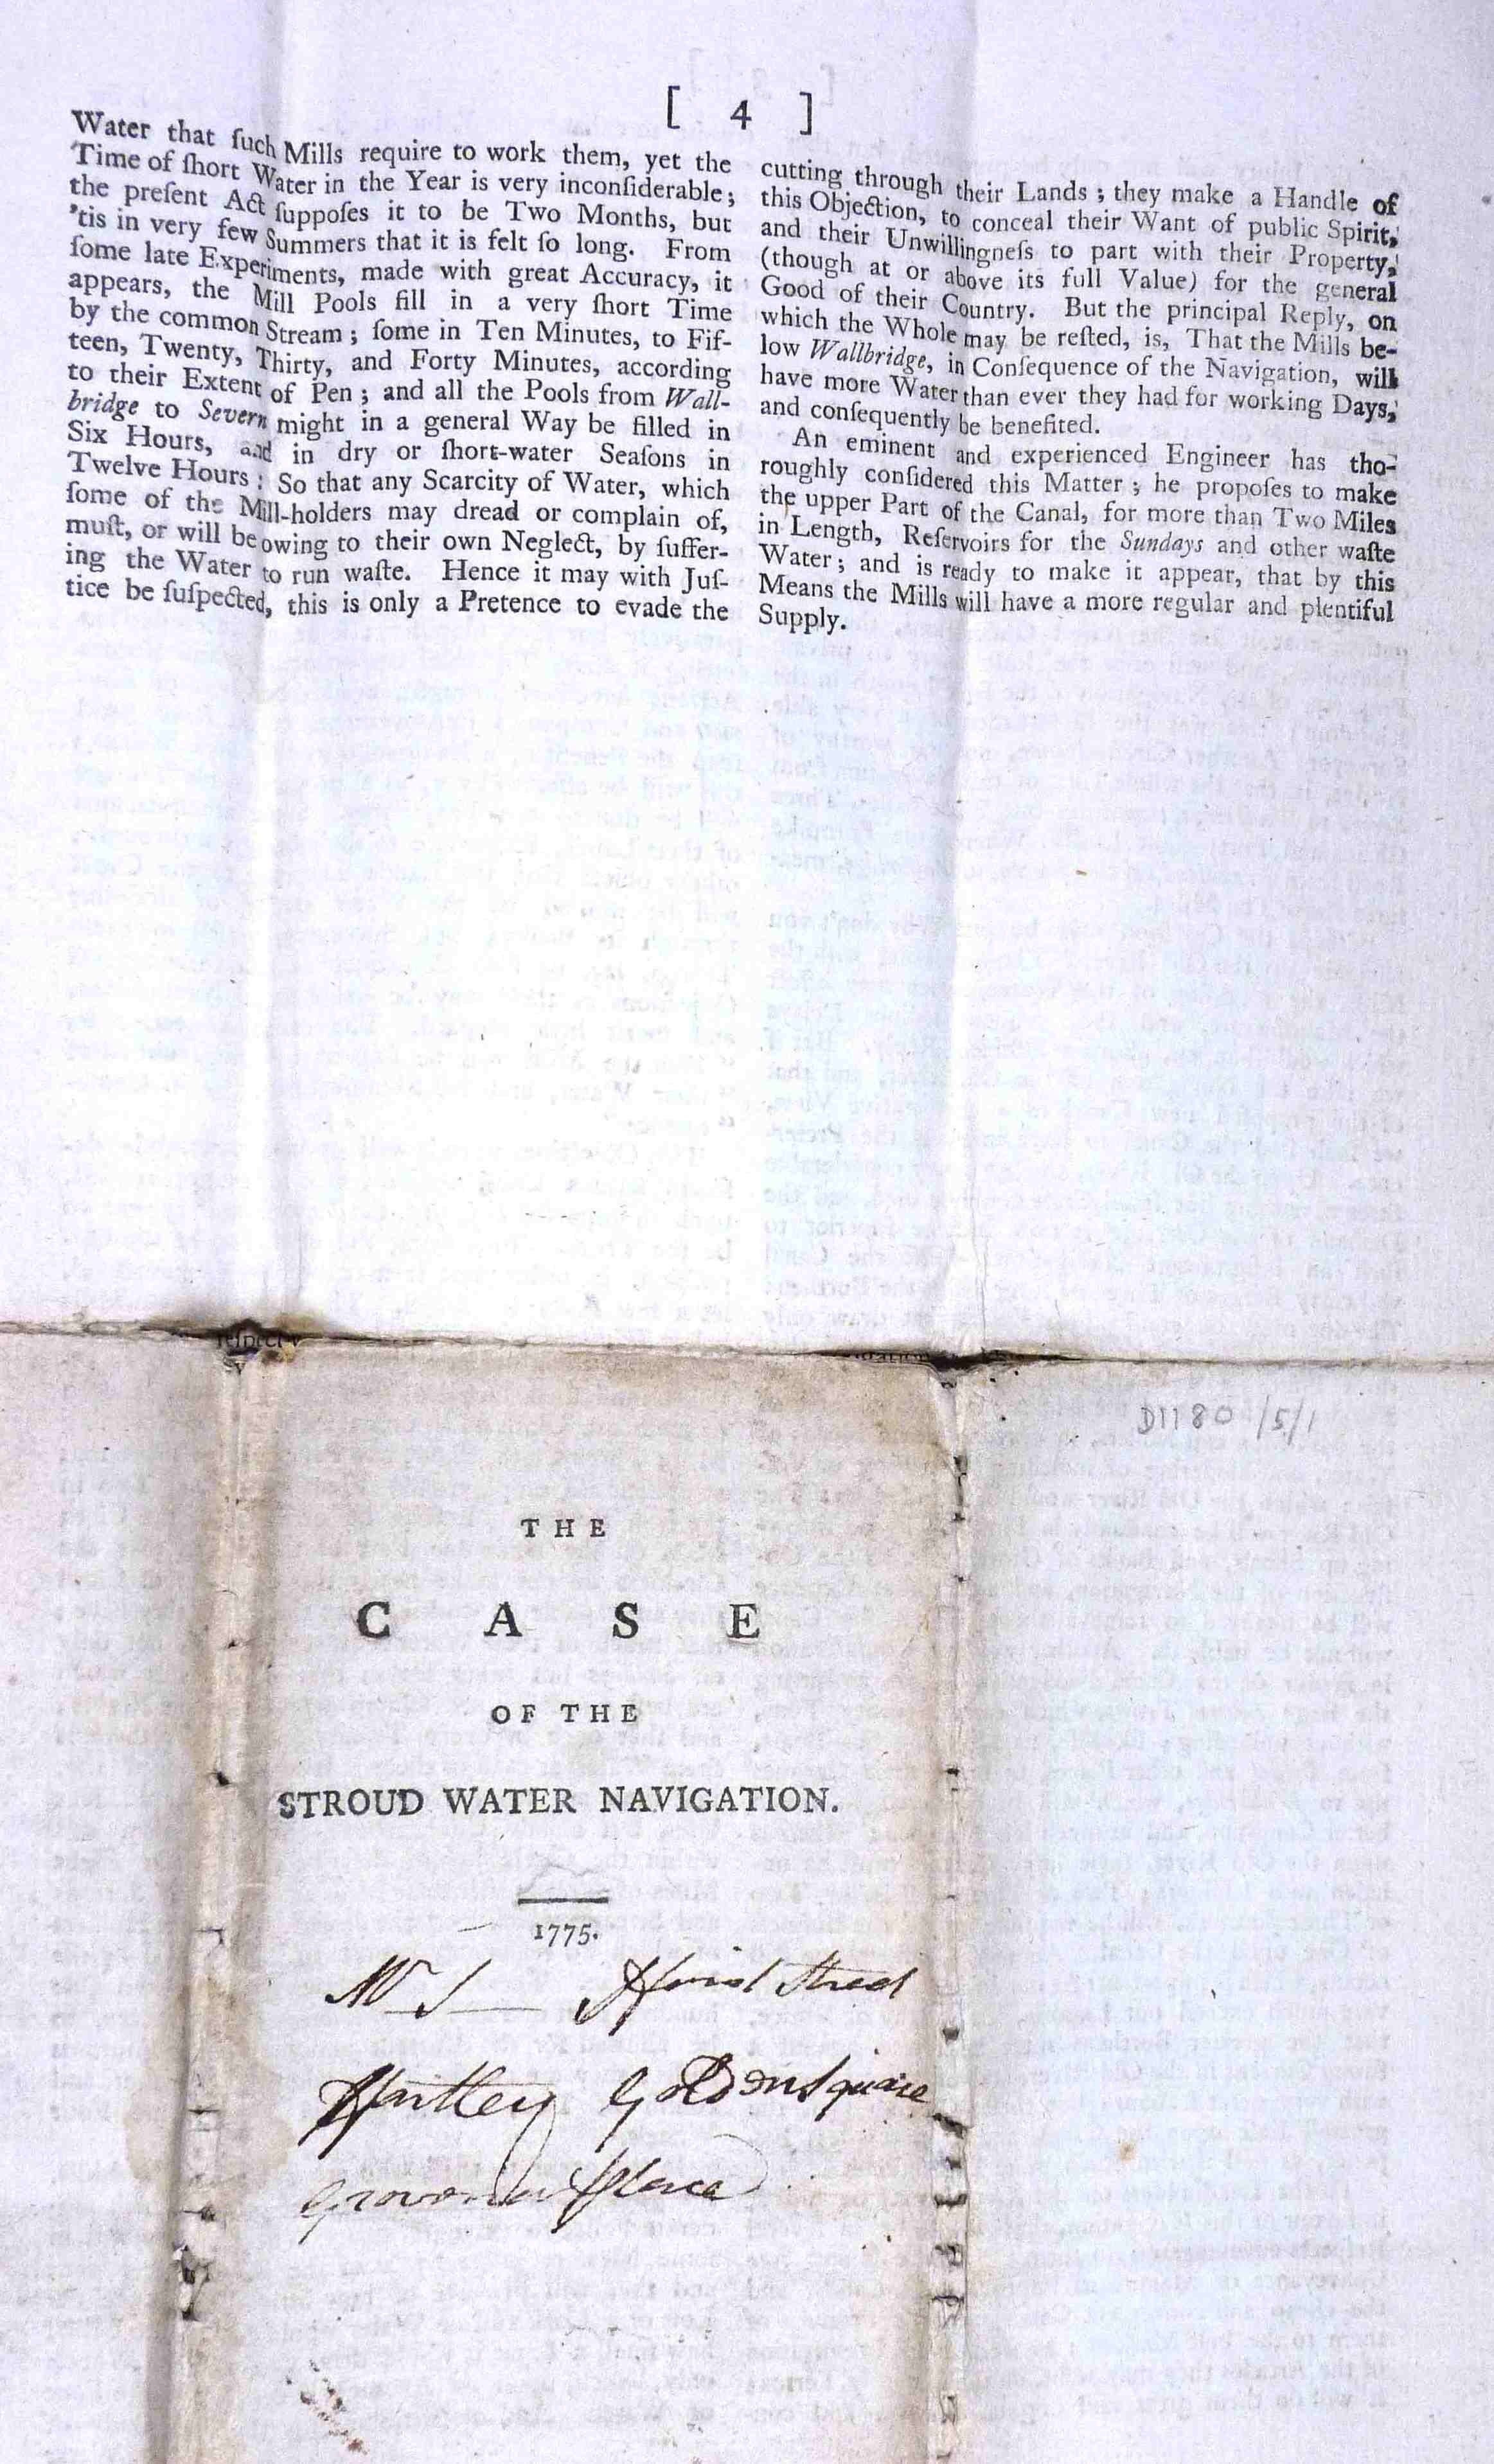 [ 4 ]
Water that ſuch Mills require to work them, yet the
Time of ſhort Water in the Year is very inconſiderable;
the preſent Act ſuppoſes it to be Two Months, but
'tis in very few Summers that it is felt ſo long. From
ſome late Experiments, made with great Accuracy, it
appears, the Mill Pools fill in a very ſhort Time
by the common Stream; ſome in Ten Minutes, to Fif-
teen, Twenty, Thirty, and Forty Minutes, according
to their Extent of Pen; and all the Pools from Wall-
bridge to Severn might in a general Way be filled in
Six Hours, and in dry or ſhort-water Seaſons in
Twelve Hours: So that any Scarcity of Water, which
ſome of the Mill-holders may dread or complain of,
muſt, or will be owing to their own Neglect, by ſuffer-
ing the Water to run waſte. Hence it may with Juſ-
tice be ſuſpected, this is only a Pretence to evade the
cutting through their Lands; they make a Handle of
this Objection, to conceal their Want of public Spirit,
and their Unwillingneſs to part with their Property,
(though at or above its full Value) for the general
Good of their Country. But the principal Reply, on
which the Whole may be reſted, is, That the Mills be-
low Wallbridge, in Conſequence of the Navigation, will
have more Water than ever they had for working Days,
and conſequently be benefited.
An eminent and experienced Engineer has tho-
roughly conſidered this Matter; he propoſes to make
the upper Part of the Canal, for more than Two Miles
in Length, Reſervoirs for the Sundays and other waſte
Water; and is ready to make it appear, that by this
Means the Mills will have a more regular and plentiful
Supply.
D1180/5/1
THE
CASE
OF THE
STROUD WATER NAVIGATION.
1775.
Street
Hartley Golden Square
Place